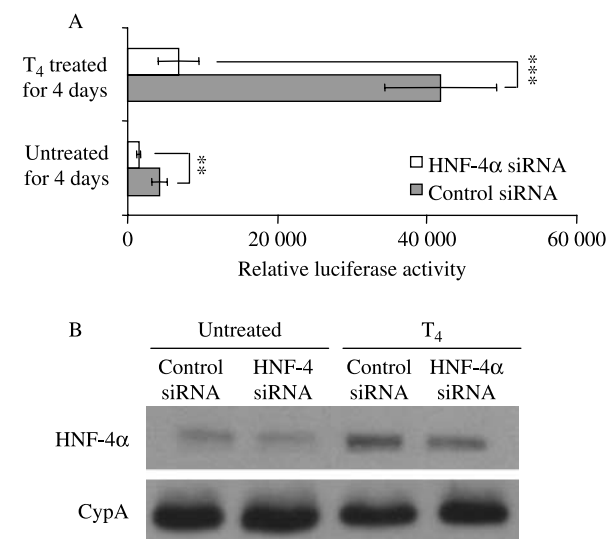 A
T₄ treated
for 4 days
***
Untreated
for 4 days
**
HNF-4α siRNA
Control siRNA
0 20 000 40 000 60 000
Relative luciferase activity
B
Untreated T₄
Control HNF-4 Control HNF-4α
siRNA siRNA siRNA siRNA
HNF-4α
CypA